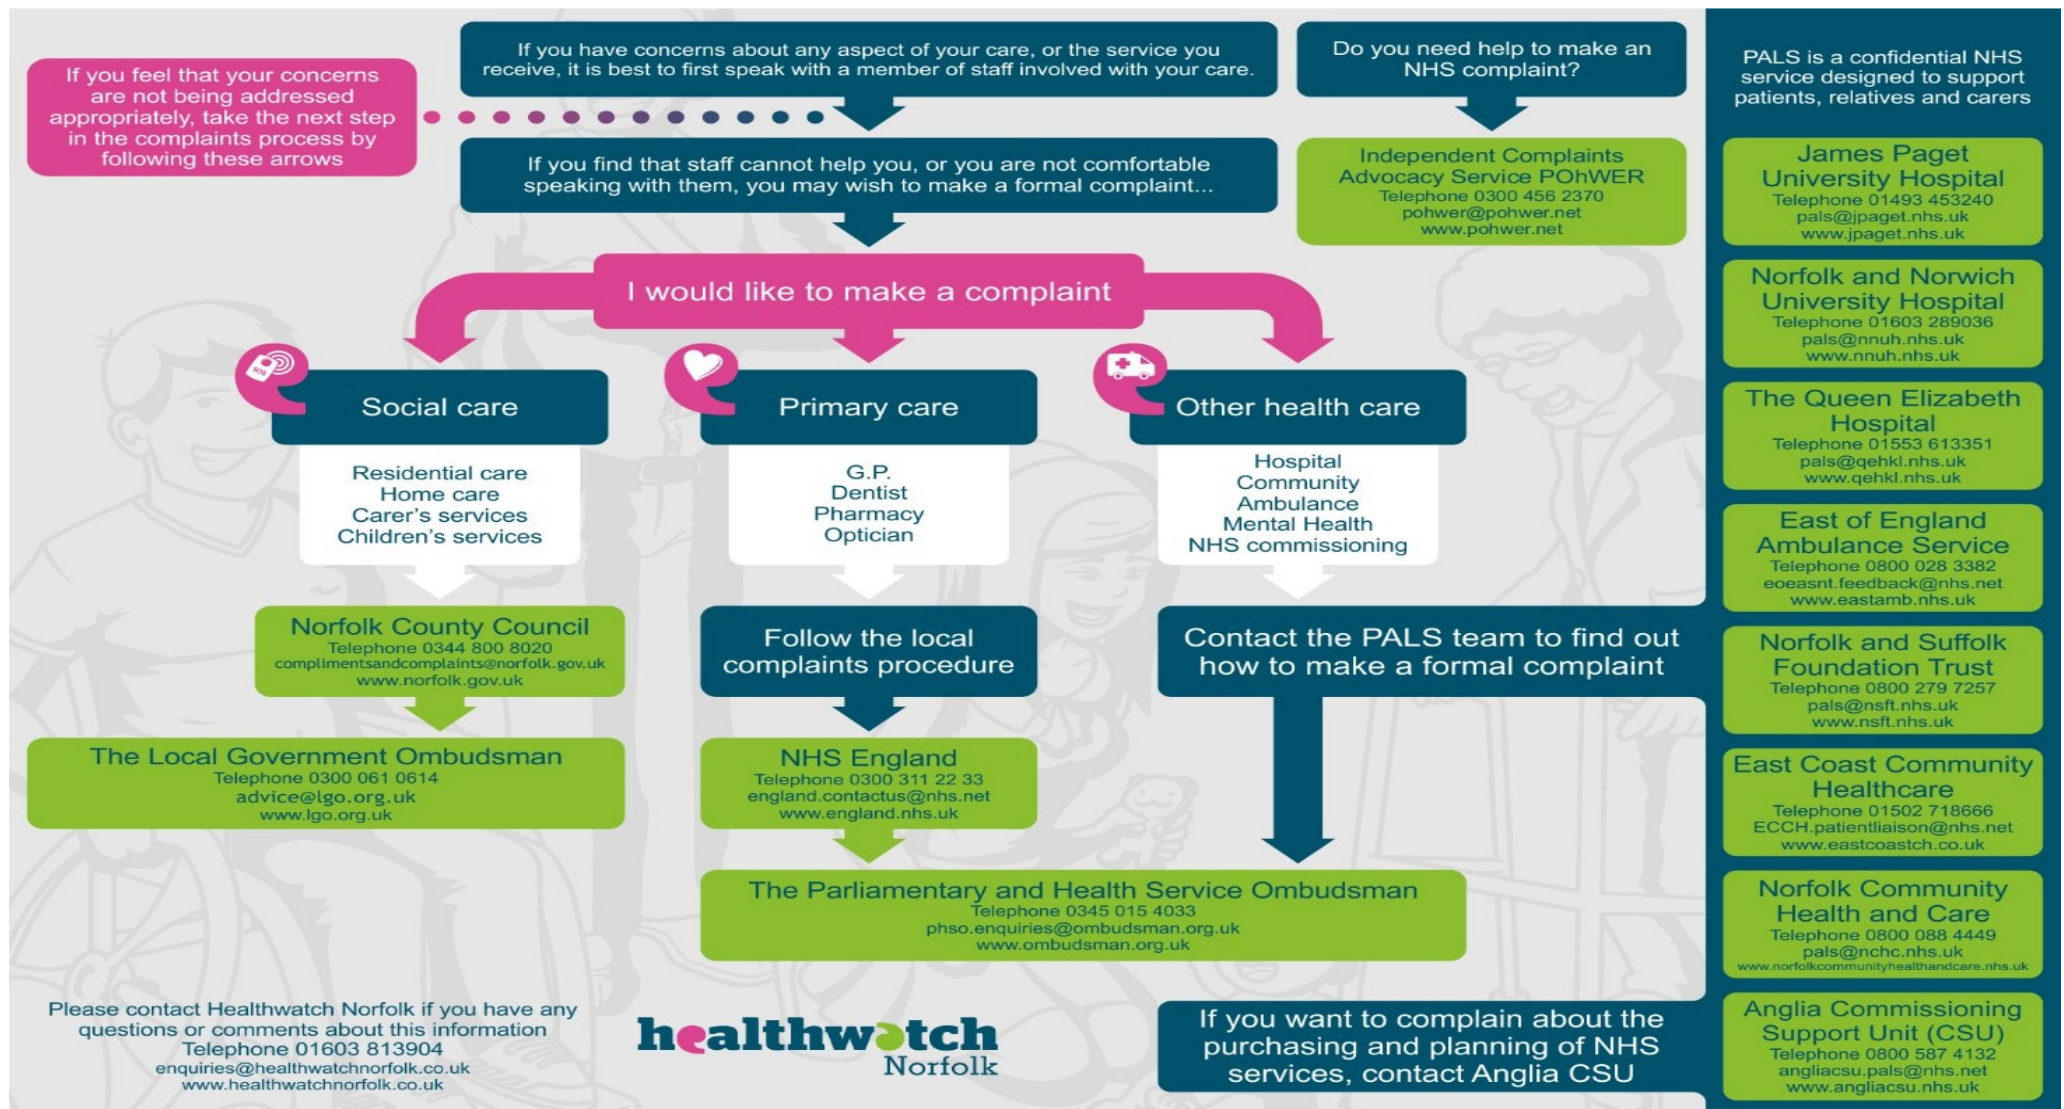 If you feel that your concerns
are not being addressed
appropriately, take the next step
in the complaints process by
following these arrows
If you have concerns about any aspect of your care, or the service you
receive, it is best to first speak with a member of staff involved with your care.
If you find that staff cannot help you, or you are not comfortable
speaking with them, you may wish to make a formal complaint...
Do you need help to make an
NHS complaint?
Independent Complaints
Advocacy Service POhWER
Telephone 0300 456 2370
pohwer@pohwer.net
www.pohwer.net
I would like to make a complaint
SOS
Social care
Residential care
Home care
Carer's services
Children's services
Norfolk County Council
Telephone 0344 800 8020
complimentsandcomplaints@norfolk.gov.uk
www.norfolk.gov.uk
The Local Government Ombudsman
Telephone 0300 061 0614
advice@lgo.org.uk
www.lgo.org.uk
Primary care
G.P.
Dentist
Pharmacy
Optician
Follow the local
complaints procedure
NHS England
Telephone 0300 311 22 33
england.contactus@nhs.net
www.england.nhs.uk
Other health care
Hospital
Community
Ambulance
Mental Health
NHS commissioning
Contact the PALS team to find out
how to make a formal complaint
The Parliamentary and Health Service Ombudsman
Telephone 0345 015 4033
phso.enquiries@ombudsman.org.uk
www.ombudsman.org.uk
Please contact Healthwatch Norfolk if you have any
questions or comments about this information
Telephone 01603 813904
enquiries@healthwatchnorfolk.co.uk
www.healthwatchnorfolk.co.uk
healthwatch
Norfolk
If you want to complain about the
purchasing and planning of NHS
services, contact Anglia CSU
PALS is a confidential NHS
service designed to support
patients, relatives and carers
James Paget
University Hospital
Telephone 01493 453240
pals@jpaget.nhs.uk
www.jpaget.nhs.uk
Norfolk and Norwich
University Hospital
Telephone 01603 289036
pals@nnuh.nhs.uk
www.nnuh.nhs.uk
The Queen Elizabeth
Hospital
Telephone 01553 613351
pals@qehkl.nhs.uk
www.qehkl.nhs.uk
East of England
Ambulance Service
Telephone 0800 028 3382
eoeasnt.feedback@nhs.net
www.eastamb.nhs.uk
Norfolk and Suffolk
Foundation Trust
Telephone 0800 279 7257
pals@nsft.nhs.uk
www.nsft.nhs.uk
East Coast Community
Healthcare
Telephone 01502 718666
ECCH.patientliaison@nhs.net
www.eastcoastch.co.uk
Norfolk Community
Health and Care
Telephone 0800 088 4449
pals@nchc.nhs.uk
www.norfolkcommunityhealthandcare.nhs.uk
Anglia Commissioning
Support Unit (CSU)
Telephone 0800 587 4132
angliacsu.pals@nhs.net
www.angliacsu.nhs.uk